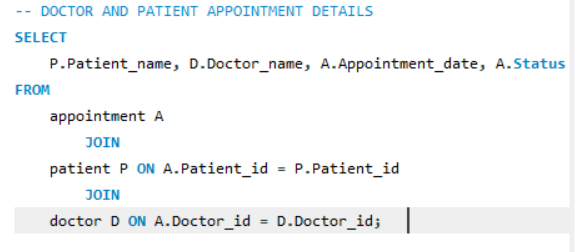 -- DOCTOR AND PATIENT APPOINTMENT DETAILS
SELECT
P.Patient_name, D.Doctor_name, A.Appointment_date, A.Status
FROM
appointment A
JOIN
patient P ON A.Patient_id = P.Patient_id
JOIN
doctor D ON A.Doctor_id = D.Doctor_id;